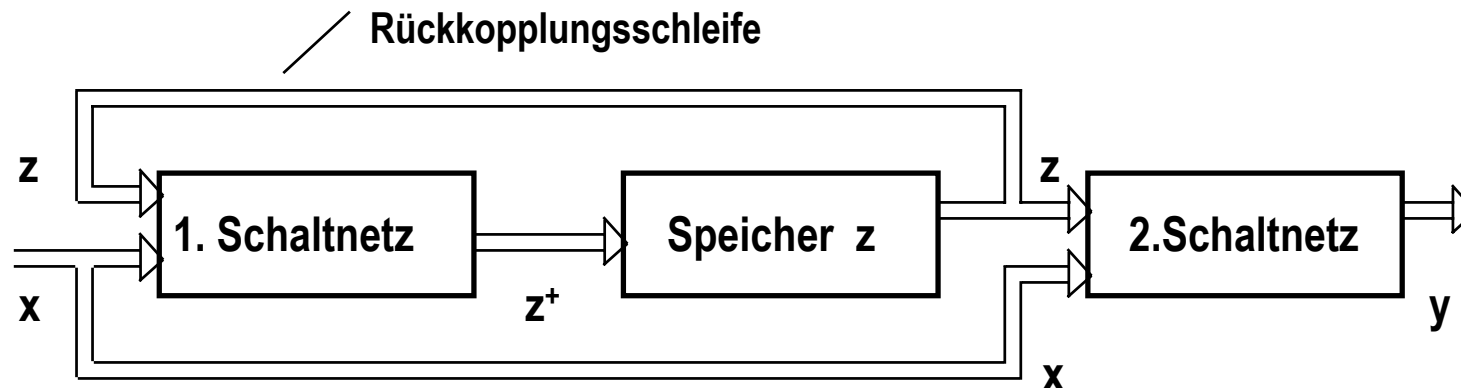 Rückkopplungsschleife
z
z
1. Schaltnetz
Speicher z
2.Schaltnetz
x
z⁺
y
x